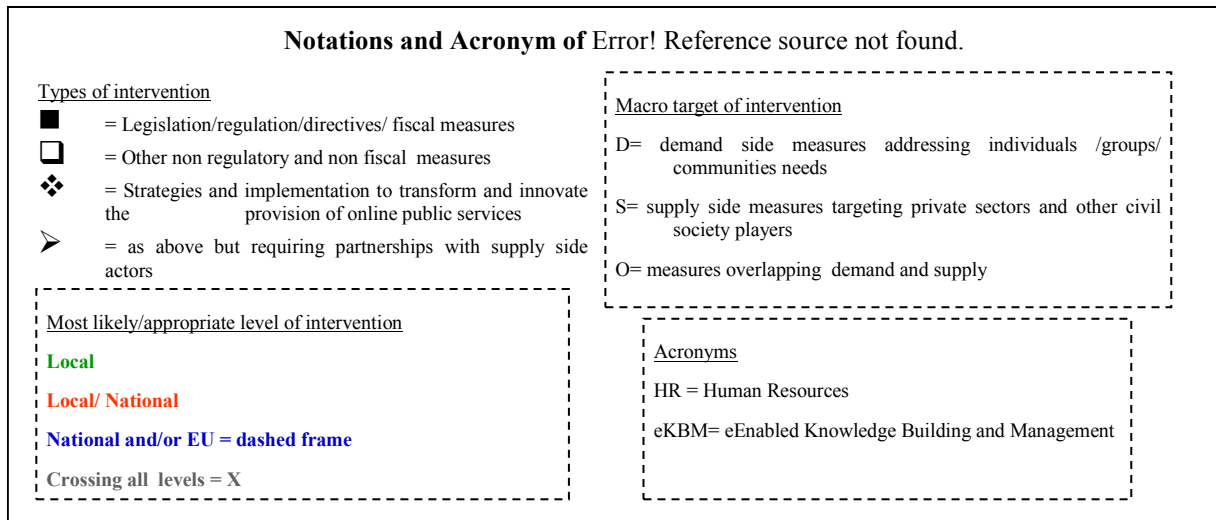 Notations and Acronym of Error! Reference source not found.
Types of intervention
■ = Legislation/regulation/directives/ fiscal measures
❑ = Other non regulatory and non fiscal measures
❖ = Strategies and implementation to transform and innovate
the provision of online public services
➢ = as above but requiring partnerships with supply side
actors
Most likely/appropriate level of intervention
Local
Local/ National
National and/or EU = dashed frame
Crossing all levels = X
Macro target of intervention
D= demand side measures addressing individuals /groups/
communities needs
S= supply side measures targeting private sectors and other civil
society players
O= measures overlapping demand and supply
Acronyms
HR = Human Resources
eKBM= eEnabled Knowledge Building and Management